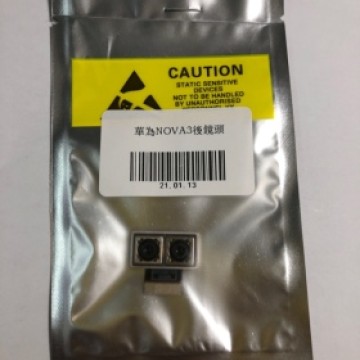 CAUTION
STATIC SENSITIVE
DEVICES
NOT TO BE HANDLED
BY UNAUTHORISED
華為NOVA3後鏡頭
21.01.13